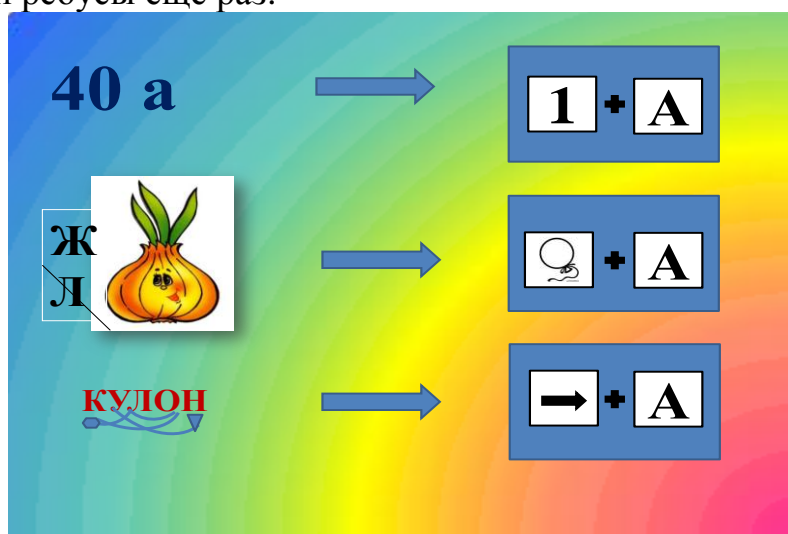 ребусы еще раз.
40 а
1 + А
Ж
Л
+ А
КУЛОН
+ А